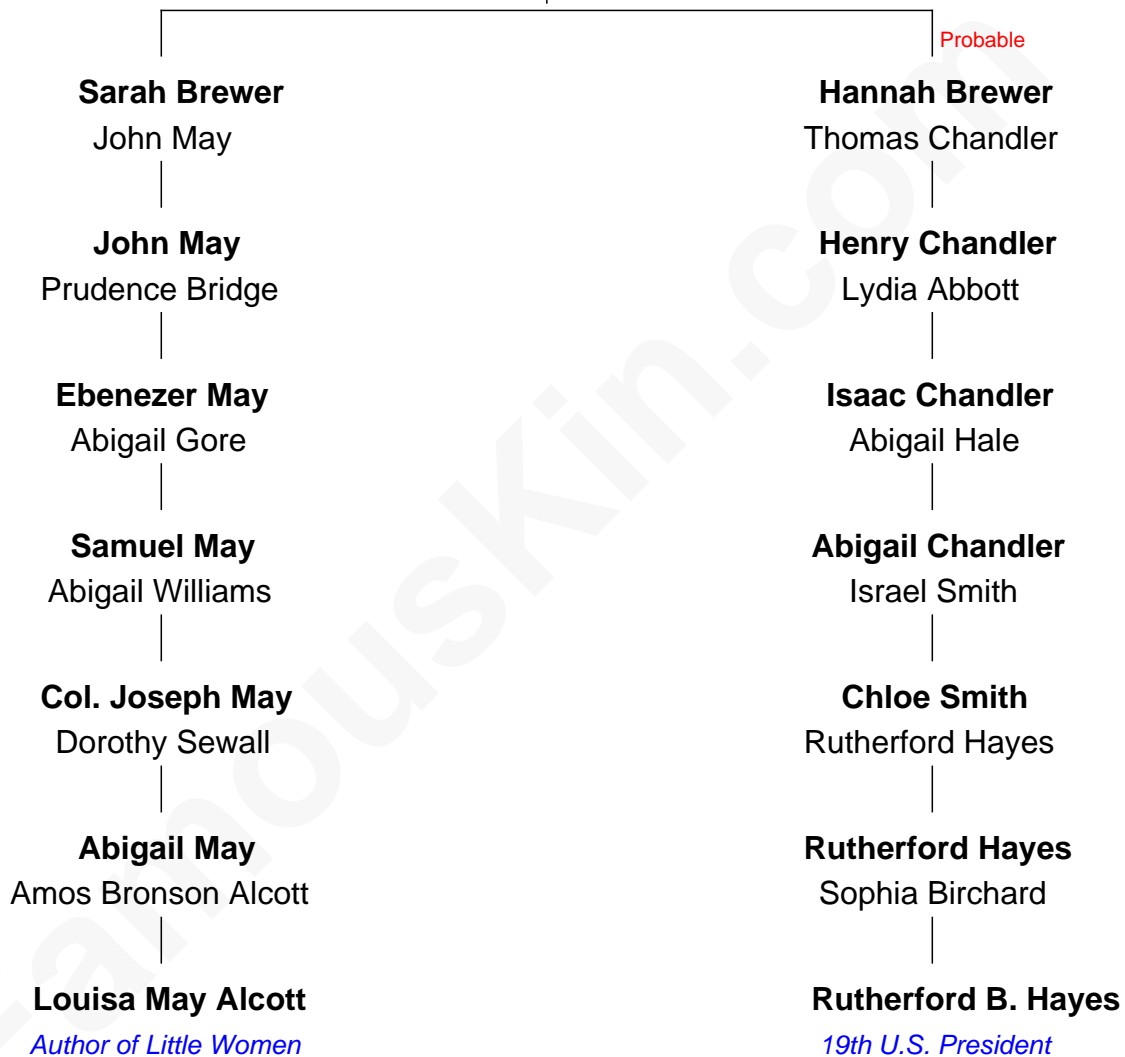 Probable
Sarah Brewer
John May
Hannah Brewer
Thomas Chandler
John May
Prudence Bridge
Henry Chandler
Lydia Abbott
Ebenezer May
Abigail Gore
Isaac Chandler
Abigail Hale
Samuel May
Abigail Williams
Abigail Chandler
Israel Smith
Col. Joseph May
Dorothy Sewall
Chloe Smith
Rutherford Hayes
Abigail May
Amos Bronson Alcott
Rutherford Hayes
Sophia Birchard
Louisa May Alcott
Author of Little Women
Rutherford B. Hayes
19th U.S. President
FamousKin.com